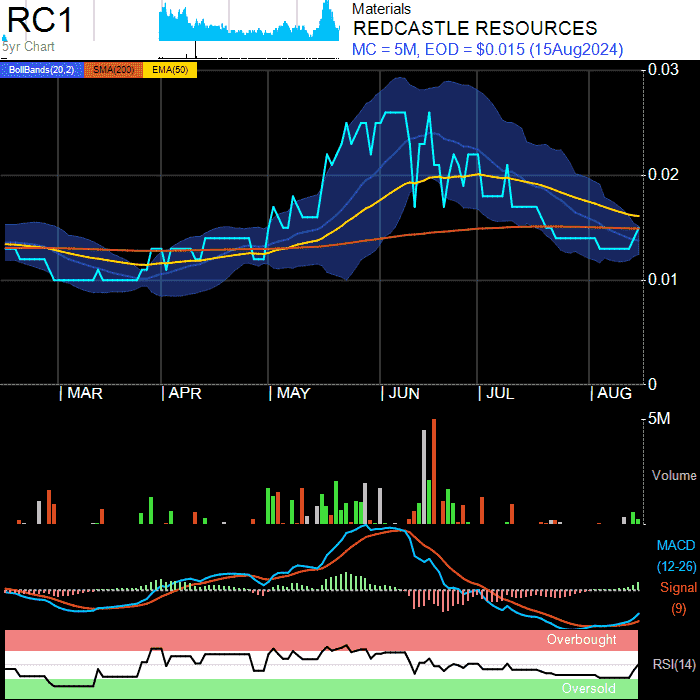 RC1
5yr Chart
Materials
REDCASTLE RESOURCES
MC = 5M, EOD = $0.015 (15Aug2024)
BollBands(20,2) SMA(200) EMA(50)
0.03
0.02
0.01
0
MAR APR MAY JUN JUL AUG
5M
Volume
MACD
(12-26)
Signal
(9)
Overbought
RSI(14)
Oversold